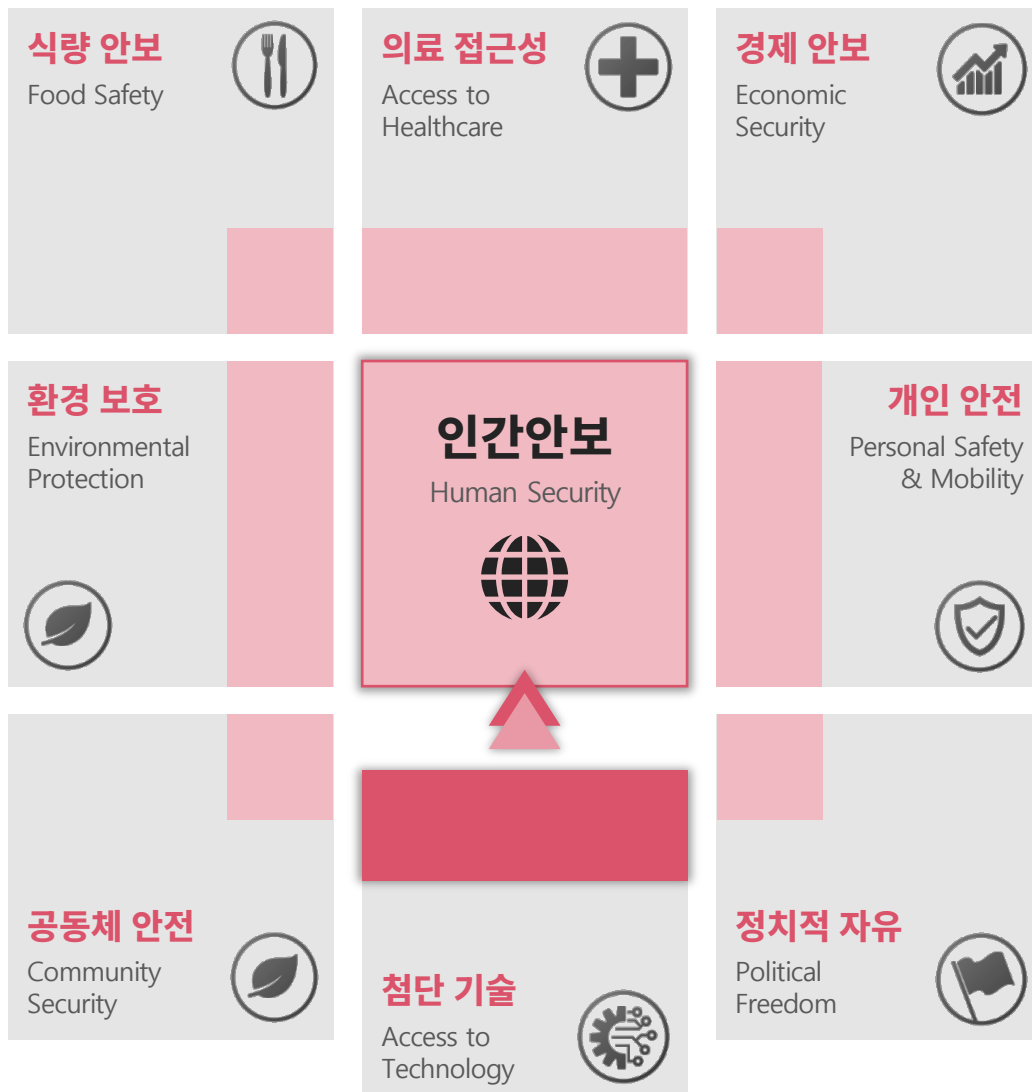 식량 안보
Food Safety
의료 접근성
Access to
Healthcare
경제 안보
Economic
Security
환경 보호
Environmental
Protection
인간안보
Human Security
개인 안전
Personal Safety
& Mobility
공동체 안전
Community
Security
첨단 기술
Access to
Technology
정치적 자유
Political
Freedom